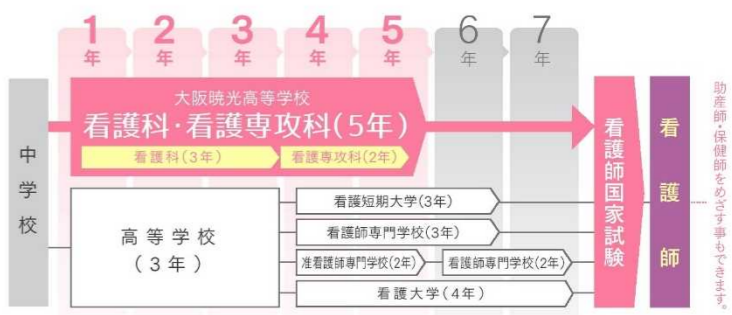 1年
2年
3年
4年
5年
6年
7年
中学校
大阪暁光高等学校
看護科・看護専攻科(5年)
看護科(3年)
看護専攻科(2年)
高等学校
(3年)
看護短期大学(3年)
看護師専門学校(3年)
准看護師専門学校(2年)
看護師専門学校(2年)
看護大学(4年)
看護師国家試験
看護師
助産師・保健師をめざす事もできます。